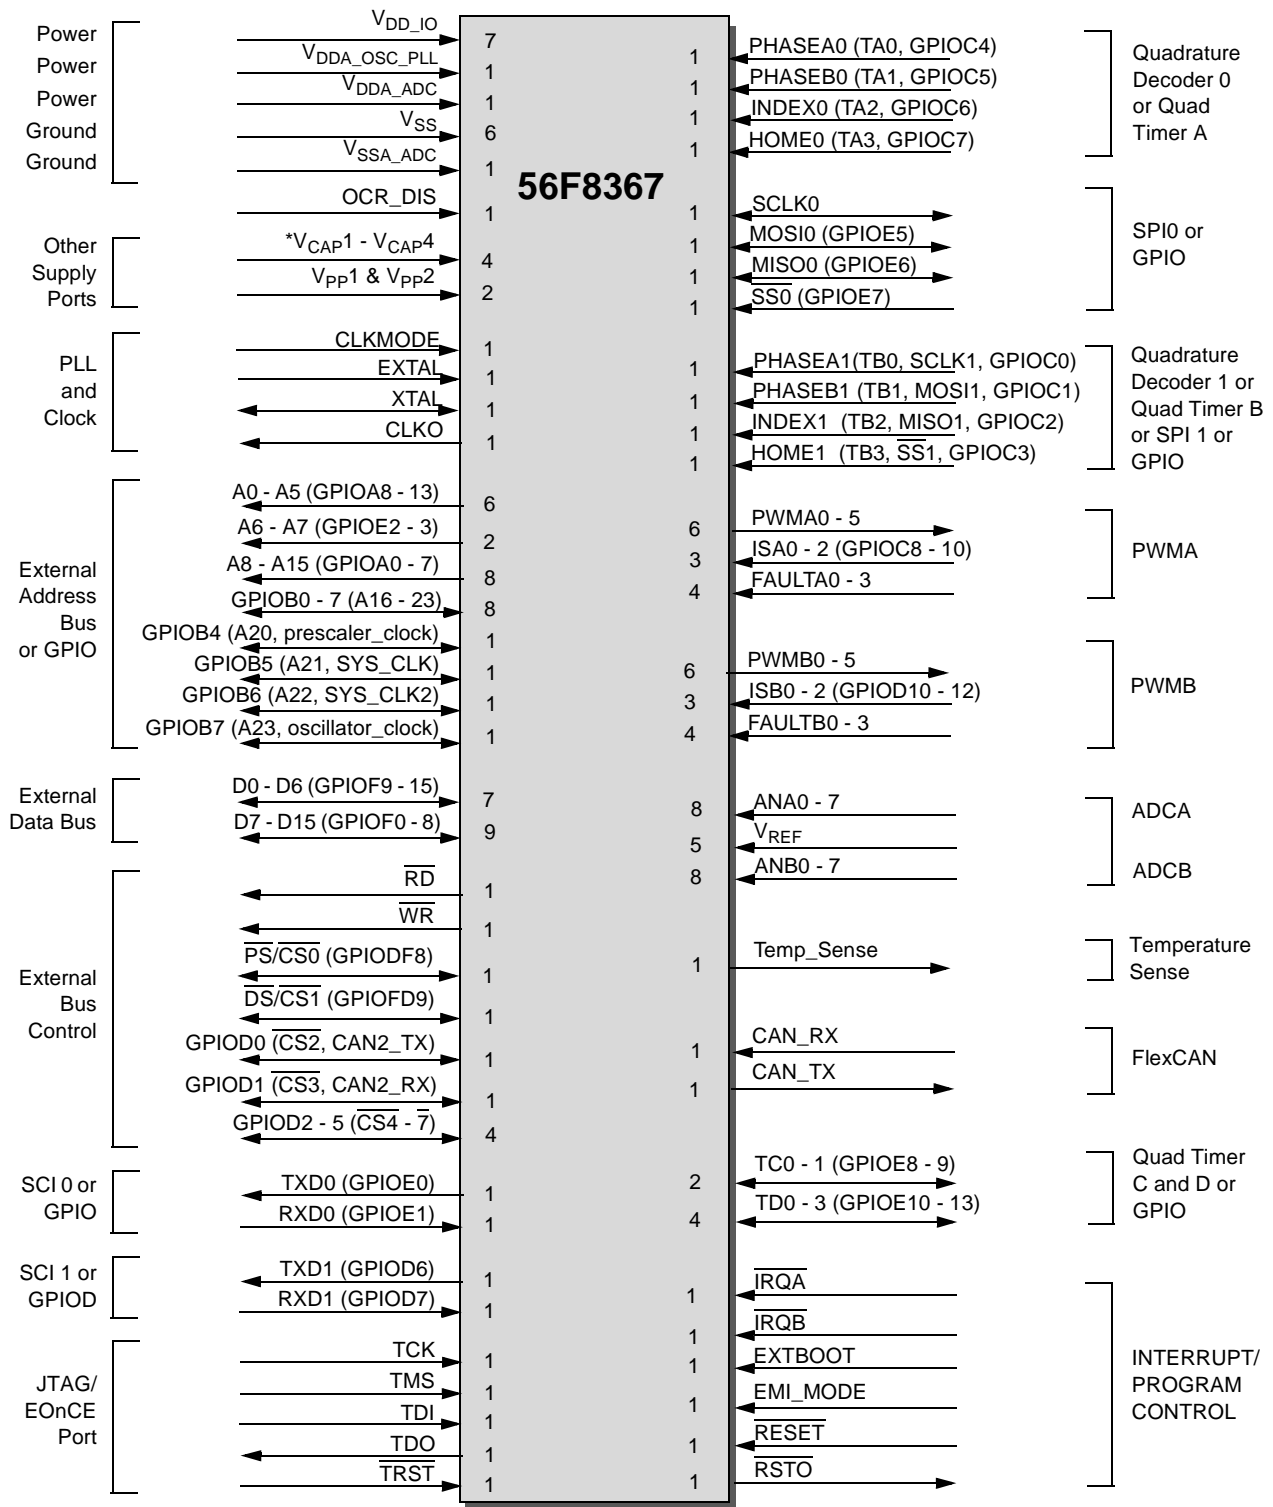 56F8367
Power
Power
Power
Ground
Ground
VDD_IO
7
VDDA_OSC_PLL
1
VDDA_ADC
1
VSS
6
VSSA_ADC
1
OCR_DIS
1
Other
Supply
Ports
*VCAP1 - VCAP4
4
VPP1 & VPP2
2
PLL
and
Clock
CLKMODE
1
EXTAL
1
XTAL
1
CLKO
1
External
Address
Bus
or GPIO
A0 - A5 (GPIOA8 - 13)
6
A6 - A7 (GPIOE2 - 3)
2
A8 - A15 (GPIOA0 - 7)
8
GPIOB0 - 7 (A16 - 23)
8
GPIOB4 (A20, prescaler_clock)
1
GPIOB5 (A21, SYS_CLK)
1
GPIOB6 (A22, SYS_CLK2)
1
GPIOB7 (A23, oscillator_clock)
1
External
Data Bus
D0 - D6 (GPIOF9 - 15)
7
D7 - D15 (GPIOF0 - 8)
9
External
Bus
Control
RD
1
WR
1
PS/CS0 (GPIODF8)
1
DS/CS1 (GPIOFD9)
1
GPIOD0 (CS2, CAN2_TX)
1
GPIOD1 (CS3, CAN2_RX)
1
GPIOD2 - 5 (CS4 - 7)
4
SCI 0 or
GPIO
TXD0 (GPIOE0)
1
RXD0 (GPIOE1)
1
SCI 1 or
GPIOD
TXD1 (GPIOD6)
1
RXD1 (GPIOD7)
1
JTAG/
EOnCE
Port
TCK
1
TMS
1
TDI
1
TDO
1
TRST
1
1
PHASEA0 (TA0, GPIOC4)
1
PHASEB0 (TA1, GPIOC5)
1
INDEX0 (TA2, GPIOC6)
1
HOME0 (TA3, GPIOC7)
Quadrature
Decoder 0
or Quad
Timer A
1
SCLK0
1
MOSI0 (GPIOE5)
1
MISO0 (GPIOE6)
1
SS0 (GPIOE7)
SPI0 or
GPIO
1
PHASEA1(TB0, SCLK1, GPIOC0)
1
PHASEB1 (TB1, MOSI1, GPIOC1)
1
INDEX1 (TB2, MISO1, GPIOC2)
1
HOME1 (TB3, SS1, GPIOC3)
Quadrature
Decoder 1 or
Quad Timer B
or SPI 1 or
GPIO
6
PWMA0 - 5
3
ISA0 - 2 (GPIOC8 - 10)
4
FAULTA0 - 3
PWMA
6
PWMB0 - 5
3
ISB0 - 2 (GPIOD10 - 12)
4
FAULTB0 - 3
PWMB
8
ANA0 - 7
5
VREF
8
ANB0 - 7
ADCA
ADCB
1
Temp_Sense
Temperature
Sense
1
CAN_RX
1
CAN_TX
FlexCAN
2
TC0 - 1 (GPIOE8 - 9)
4
TD0 - 3 (GPIOE10 - 13)
Quad Timer
C and D or
GPIO
1
IRQA
1
IRQB
1
EXTBOOT
1
EMI_MODE
1
RESET
1
RSTO
INTERRUPT/
PROGRAM
CONTROL